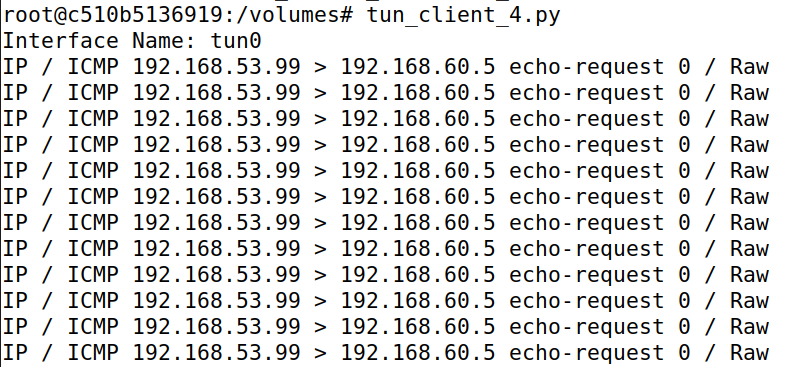 root@c510b5136919:/volumes# tun_client_4.py
Interface Name: tun0
IP / ICMP 192.168.53.99 > 192.168.60.5 echo-request 0 / Raw
IP / ICMP 192.168.53.99 > 192.168.60.5 echo-request 0 / Raw
IP / ICMP 192.168.53.99 > 192.168.60.5 echo-request 0 / Raw
IP / ICMP 192.168.53.99 > 192.168.60.5 echo-request 0 / Raw
IP / ICMP 192.168.53.99 > 192.168.60.5 echo-request 0 / Raw
IP / ICMP 192.168.53.99 > 192.168.60.5 echo-request 0 / Raw
IP / ICMP 192.168.53.99 > 192.168.60.5 echo-request 0 / Raw
IP / ICMP 192.168.53.99 > 192.168.60.5 echo-request 0 / Raw
IP / ICMP 192.168.53.99 > 192.168.60.5 echo-request 0 / Raw
IP / ICMP 192.168.53.99 > 192.168.60.5 echo-request 0 / Raw
IP / ICMP 192.168.53.99 > 192.168.60.5 echo-request 0 / Raw
IP / ICMP 192.168.53.99 > 192.168.60.5 echo-request 0 / Raw